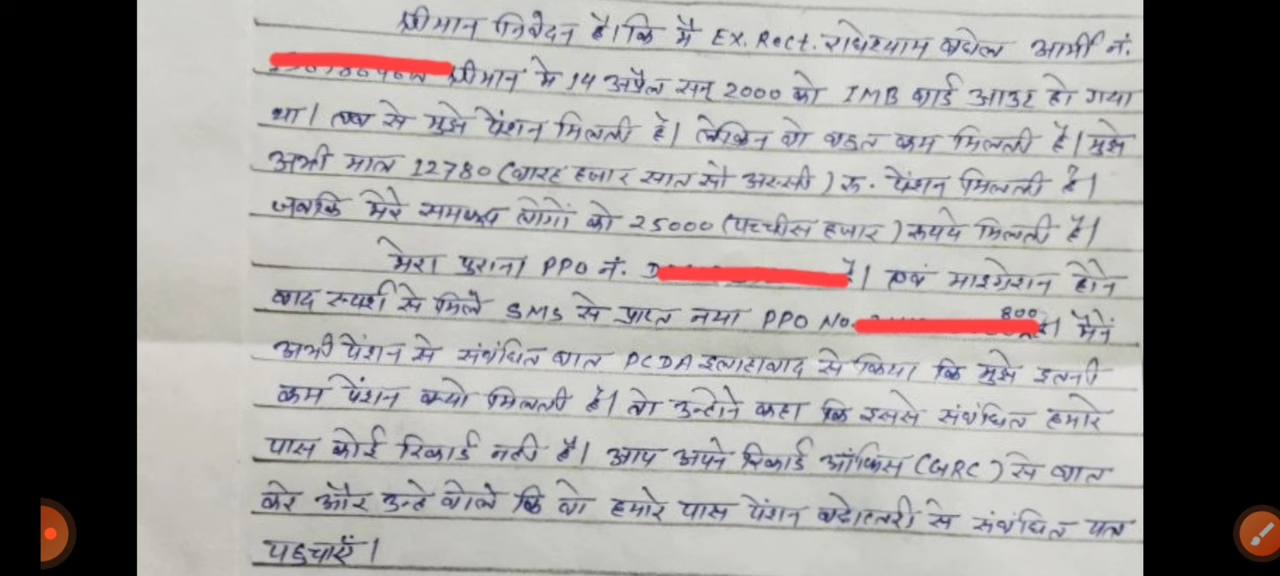 श्रीमान निवेदन है। कि मैं EX. Rect. राधेश्याम बघेल आर्मी नं.
श्रीमान मै 14 अप्रैल सन् 2000 को IMB बार्ड आउट हो गया
था। तब से मुझे पेंशन मिलती है। लेकिन वो बहुत कम मिलती है। मुझे
अभी मात्र 12780 (बारह हजार सात सौ अस्सी) रु. पेंशन मिलती है।
जबकि मेरे समकक्ष लोगों को 25000 (पच्चीस हजार) रूपये मिलती है।
मेरा पुराना PPO नं. है। एवं माइग्रेशन होने
बाद स्पर्श से मिले SMS से प्राप्त नया PPO No. 800 है। मैनें
अभी पेंशन से संबंधित बात PCDA इलाहाबाद से किया कि मुझे इतनी
कम पेंशन क्यो मिलती है। तो उन्होने कहा कि इससे संबंधित हमारे
पास कोई रिकार्ड नही है। आप अपने रिकार्ड ऑफिस (GRC) से बात
करे और उन्हे बोले कि वो हमारे पास पेंशन बढोत्तरी से संबंधित पत्र
पहुचाएँ।